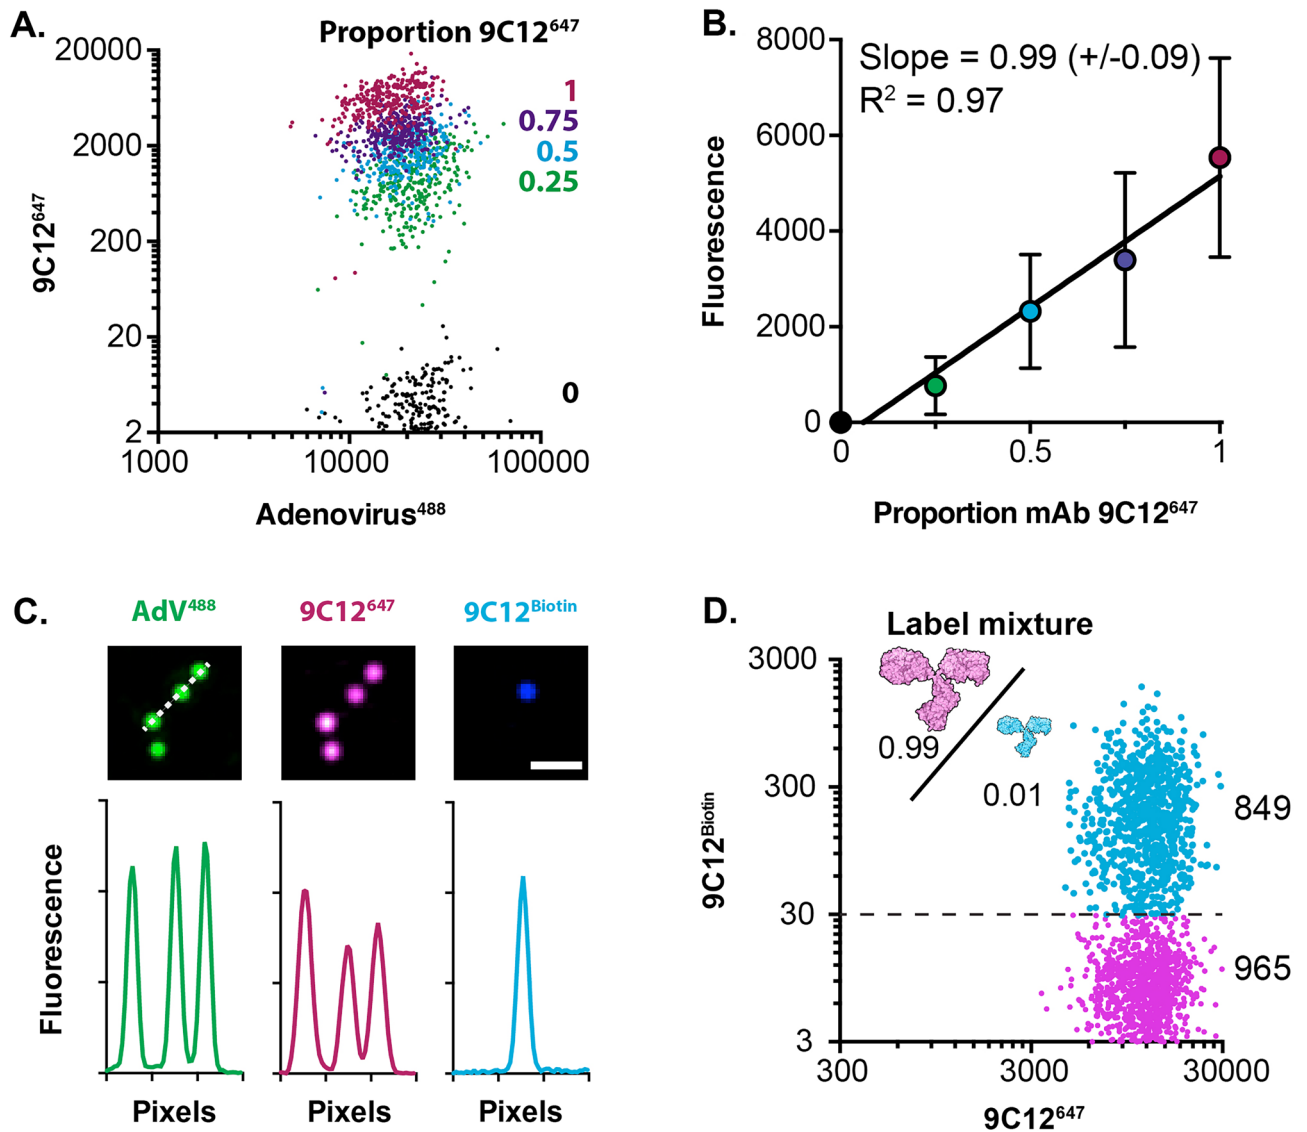 A.
Proportion 9C12⁶⁴⁷
20000
2000
200
20
2
1
0.75
0.5
0.25
0
9C12⁶⁴⁷
1000 10000 100000
Adenovirus⁴⁸⁸
B.
8000
6000
4000
2000
0
Slope = 0.99 (+/-0.09)
R² = 0.97
Fluorescence
0 0.5 1
Proportion mAb 9C12⁶⁴⁷
C.
AdV⁴⁸⁸ 9C12⁶⁴⁷ 9C12ᴮⁱᵒᵗⁱⁿ
Fluorescence
Pixels Pixels Pixels
D.
Label mixture
3000
300
30
3
0.99
0.01
849
965
9C12ᴮⁱᵒᵗⁱⁿ
300 3000 30000
9C12⁶⁴⁷